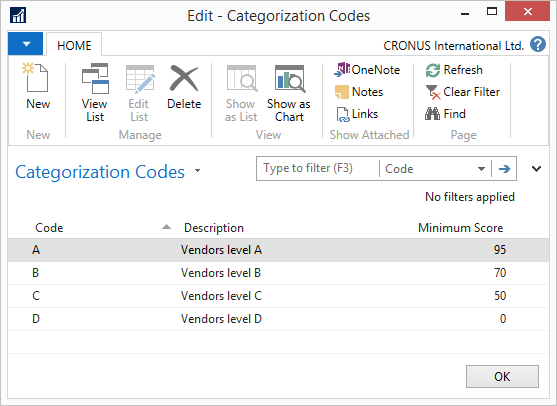 Edit - Categorization Codes
HOME
CRONUS International Ltd.
New
View List
Edit List
Delete
Show as List
Show as Chart
OneNote
Notes
Links
Refresh
Clear Filter
Find
New
Manage
View
Show Attached
Page
Categorization Codes
Type to filter (F3)
Code
No filters applied
Code Description Minimum Score
A Vendors level A 95
B Vendors level B 70
C Vendors level C 50
D Vendors level D 0
OK